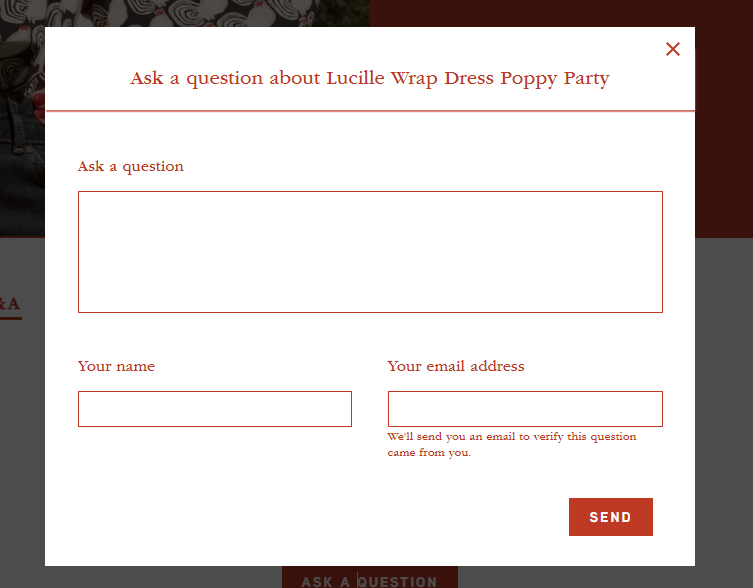 Ask a question about Lucille Wrap Dress Poppy Party
Ask a question
&A
Your name
Your email address
We'll send you an email to verify this question
came from you.
SEND
ASK A QUESTION